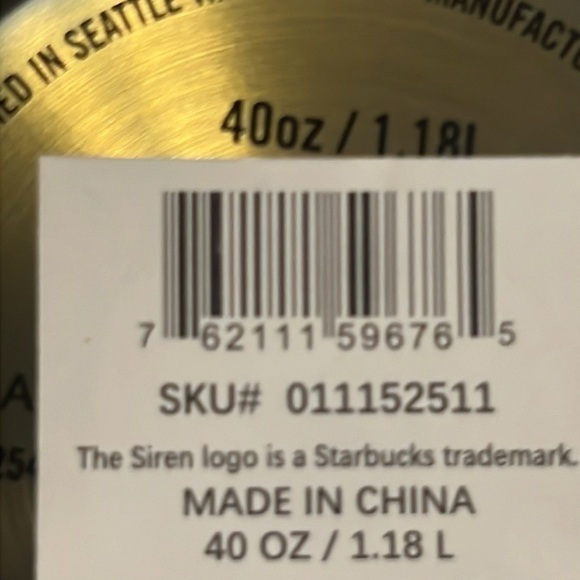 ED IN SEATTLE
MANUFACT
40oz / 1.18L
7 62111 59676 5
SKU# 011152511
The Siren logo is a Starbucks trademark.
MADE IN CHINA
40 OZ / 1.18 L